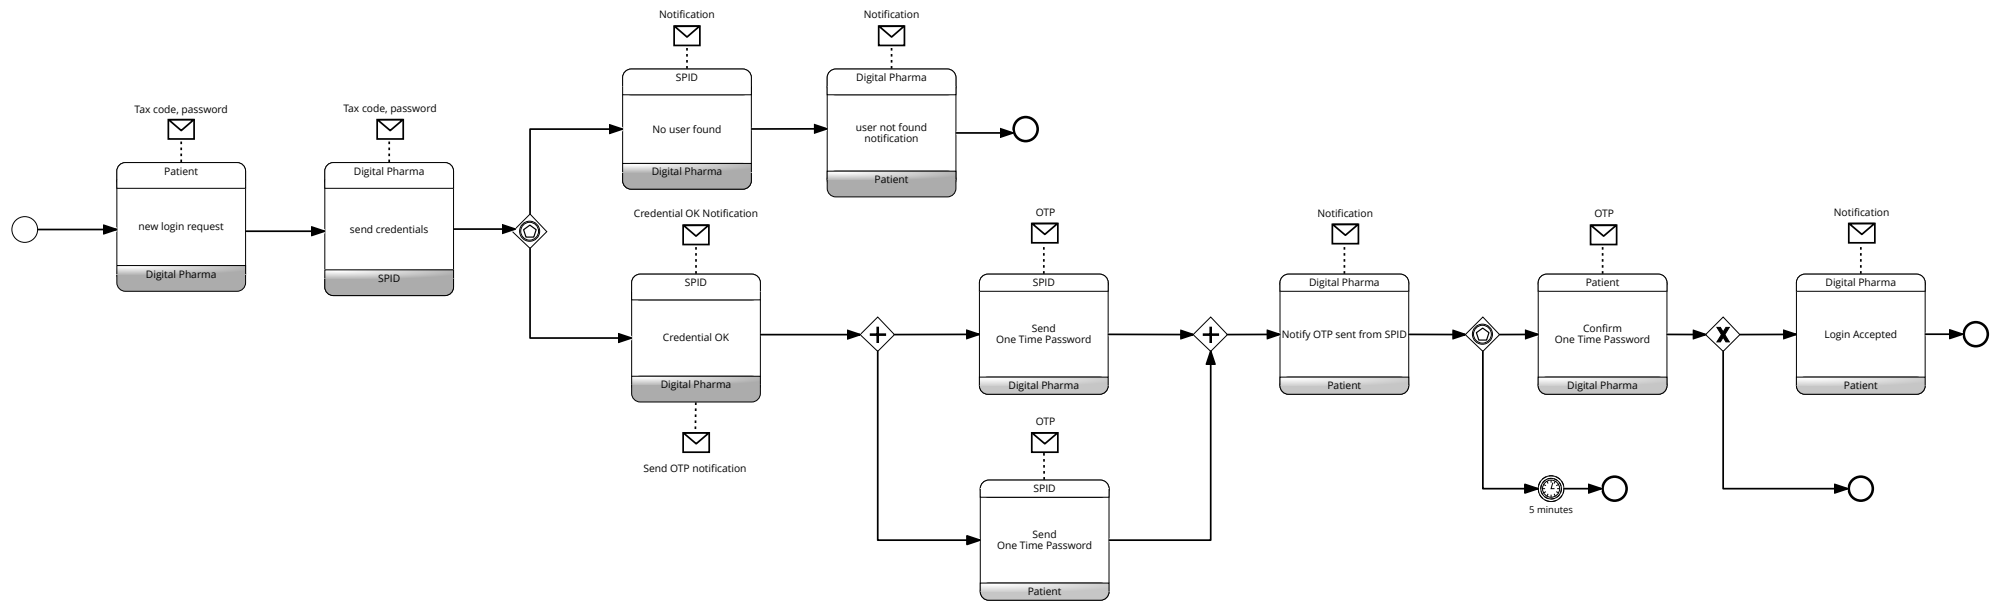 Tax code, password
Patient
new login request
Digital Pharma
Tax code, password
Digital Pharma
send credentials
SPID
Notification
SPID
No user found
Digital Pharma
Notification
Digital Pharma
user not found
notification
Patient
Credential OK Notification
SPID
Credential OK
Digital Pharma
Send OTP notification
OTP
SPID
Send
One Time Password
Digital Pharma
OTP
SPID
Send
One Time Password
Patient
Notification
Digital Pharma
Notify OTP sent from SPID
Patient
OTP
Patient
Confirm
One Time Password
Digital Pharma
5 minutes
X
Notification
Digital Pharma
Login Accepted
Patient